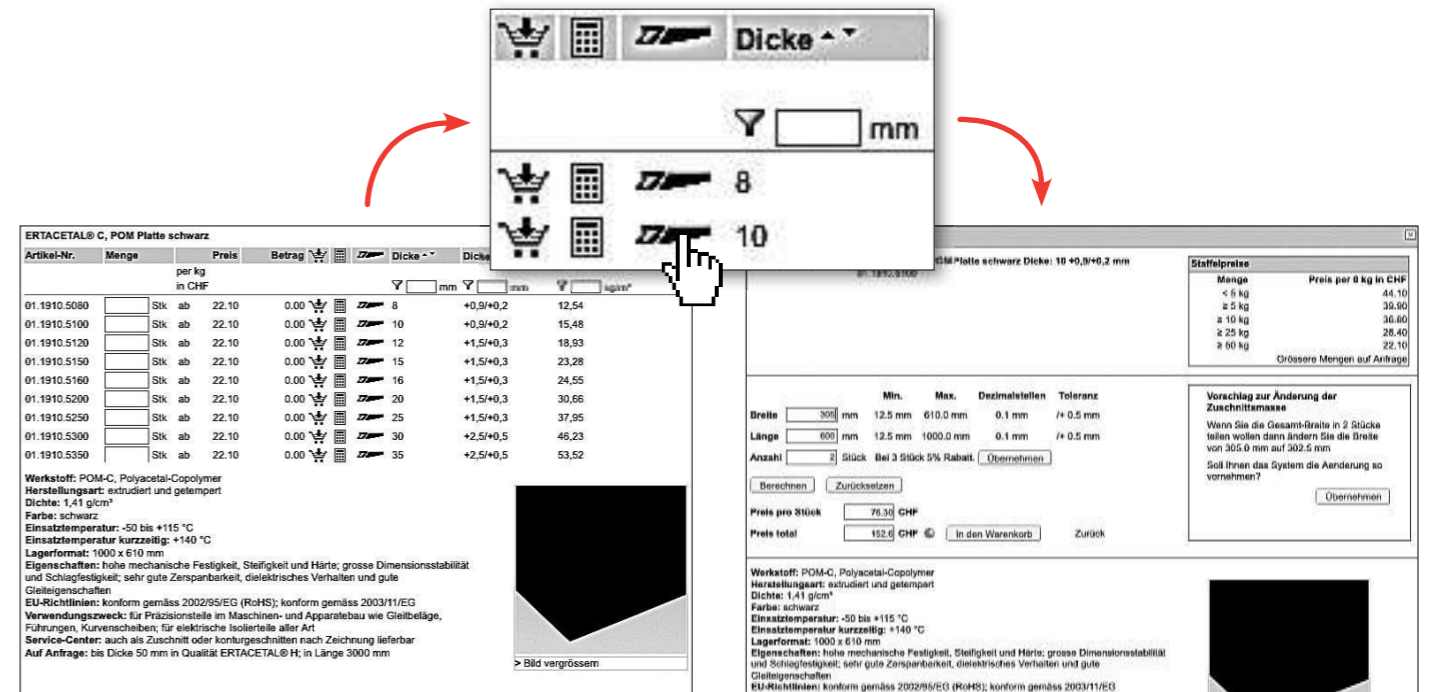 Dicke
mm
8
10
ERTACETAL® C, POM Platte schwarz
Artikel-Nr. Menge Preis Betrag Dicke Dicke
per kg
in CHF mm mm kg/m²
01.1910.5080 Stk ab 22.10 0.00 8 +0,9/+0,2 12,54
01.1910.5100 Stk ab 22.10 0.00 10 +0,9/+0,2 15,48
01.1910.5120 Stk ab 22.10 0.00 12 +1,5/+0,3 18,93
01.1910.5150 Stk ab 22.10 0.00 15 +1,5/+0,3 23,28
01.1910.5160 Stk ab 22.10 0.00 16 +1,5/+0,3 24,55
01.1910.5200 Stk ab 22.10 0.00 20 +1,5/+0,3 30,66
01.1910.5250 Stk ab 22.10 0.00 25 +1,5/+0,3 37,95
01.1910.5300 Stk ab 22.10 0.00 30 +2,5/+0,5 46,23
01.1910.5350 Stk ab 22.10 0.00 35 +2,5/+0,5 53,52
Werkstoff: POM-C, Polyacetal-Copolymer
Herstellungsart: extrudiert und getempert
Dichte: 1,41 g/cm³
Farbe: schwarz
Einsatztemperatur: -50 bis +115 °C
Einsatztemperatur kurzzeitig: +140 °C
Lagerformat: 1000 x 610 mm
Eigenschaften: hohe mechanische Festigkeit, Steifigkeit und Härte; grosse Dimensionsstabilität
und Schlagfestigkeit; sehr gute Zerspanbarkeit, dielektrisches Verhalten und gute
Gleiteigenschaften
EU-Richtlinien: konform gemäss 2002/95/EG (RoHS); konform gemäss 2003/11/EG
Verwendungszweck: für Präzisionsteile im Maschinen- und Apparatebau wie Gleitbeläge,
Führungen, Kurvenscheiben; für elektrische Isolierteile aller Art
Service-Center: auch als Zuschnitt oder konturgeschnitten nach Zeichnung lieferbar
Auf Anfrage: bis Dicke 50 mm in Qualität ERTACETAL® H; in Länge 3000 mm
> Bild vergrössern
Platte schwarz Dicke: 10 +0,9/+0,2 mm
01.1910.5100
Staffelpreise
Menge Preis per 0 kg in CHF
< 5 kg 44.10
≥ 5 kg 39.90
≥ 10 kg 36.60
≥ 25 kg 28.40
≥ 50 kg 22.10
Grössere Mengen auf Anfrage
Min. Max. Dezimalstellen Toleranz
Breite 305 mm 12.5 mm 610.0 mm 0.1 mm /+ 0.5 mm
Länge 600 mm 12.5 mm 1000.0 mm 0.1 mm /+ 0.5 mm
Anzahl 2 Stück Bei 3 Stück 5% Rabatt. Übernehmen
Berechnen Zurücksetzen
Preis pro Stück 76.30 CHF
Preis total 152.6 CHF In den Warenkorb Zurück
Vorschlag zur Änderung der
Zuschnittsmasse
Wenn Sie die Gesamt-Breite in 2 Stücke
teilen wollen dann ändern Sie die Breite
von 305.0 mm auf 302.5 mm
Soll Ihnen das System die Aenderung so
vornehmen?
Übernehmen
Werkstoff: POM-C, Polyacetal-Copolymer
Herstellungsart: extrudiert und getempert
Dichte: 1,41 g/cm³
Farbe: schwarz
Einsatztemperatur: -50 bis +115 °C
Einsatztemperatur kurzzeitig: +140 °C
Lagerformat: 1000 x 610 mm
Eigenschaften: hohe mechanische Festigkeit, Steifigkeit und Härte; grosse Dimensionsstabilität
und Schlagfestigkeit; sehr gute Zerspanbarkeit, dielektrisches Verhalten und gute
Gleiteigenschaften
EU-Richtlinien: konform gemäss 2002/95/EG (RoHS); konform gemäss 2003/11/EG